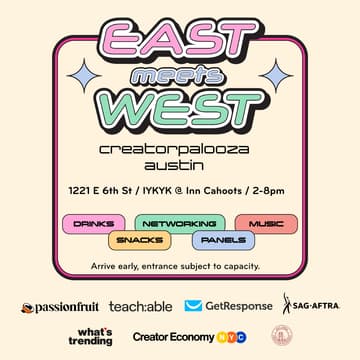 EAST
meets
WEST
creatorpalooza
austin
1221 E 6th St / IYKYK @ Inn Cahoots / 2-8pm
DRINKS NETWORKING MUSIC
SNACKS PANELS
Arrive early, entrance subject to capacity.
passionfruit teach:able GetResponse SAG·AFTRA.
what's trending Creator Economy NYC